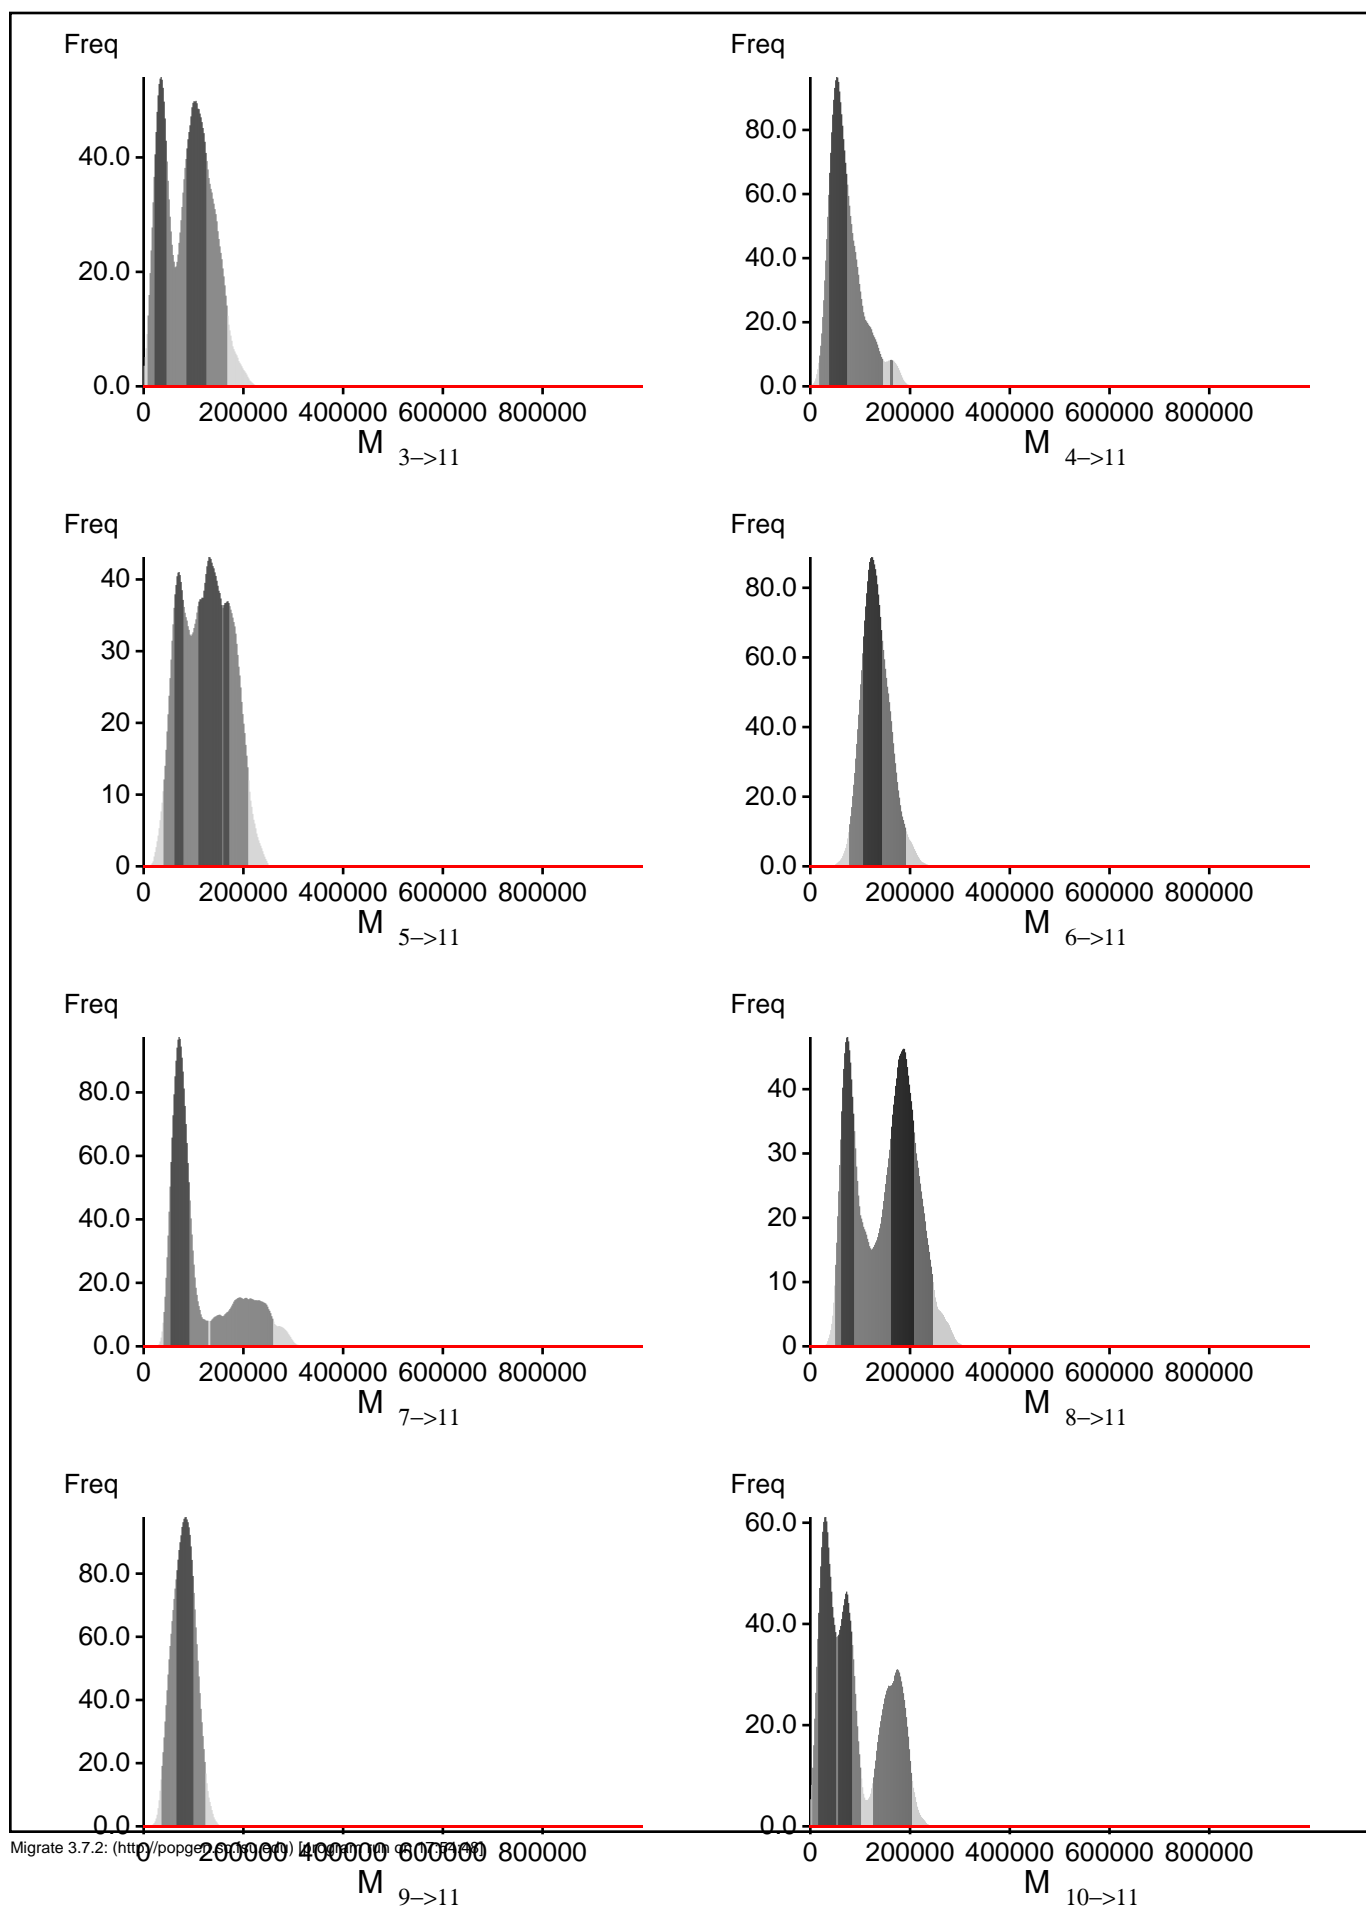 Freq Freq
40.0 80.0
60.0
20.0 40.0
20.0
0.0 0.0
0 200000 400000 600000 800000 0 200000 400000 600000 800000
M 3–>11 M 4–>11
Freq Freq
40 80.0
30 60.0
20 40.0
10 20.0
0 0.0
0 200000 400000 600000 800000 0 200000 400000 600000 800000
M 5–>11 M 6–>11
Freq Freq
80.0 40
60.0 30
40.0 20
20.0 10
0.0 0
0 200000 400000 600000 800000 0 200000 400000 600000 800000
M 7–>11 M 8–>11
Freq Freq
80.0 60.0
60.0 40.0
40.0
20.0 20.0
0.0 0.0
0 200000 400000 600000 800000 0 200000 400000 600000 800000
Migrate 3.7.2: (http://popgen.sc.fsu.edu) [program run on 17:54:48]
M 9–>11 M 10–>11